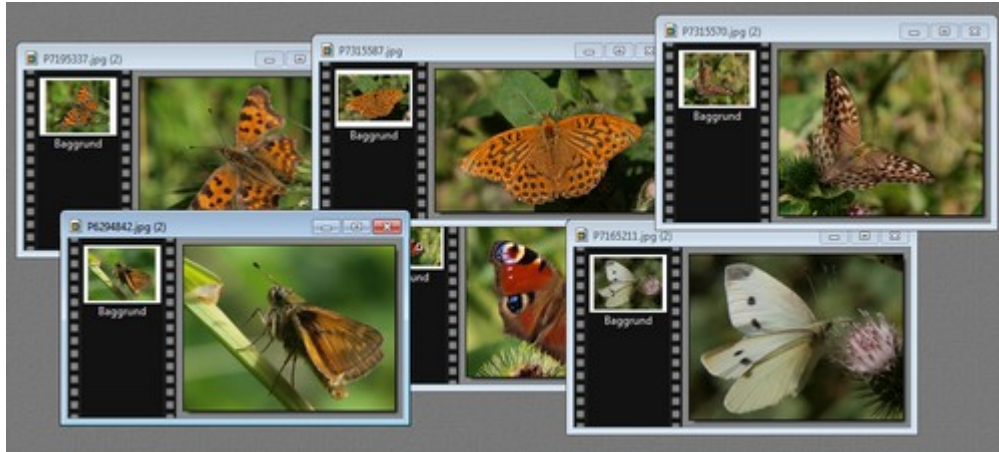 P7195337.jpg (2)
Baggrund
P7315587.jpg
Baggrund
P7315570.jpg (2)
Baggrund
P6294842.jpg (2)
Baggrund
und
P7165211.jpg (2)
Baggrund